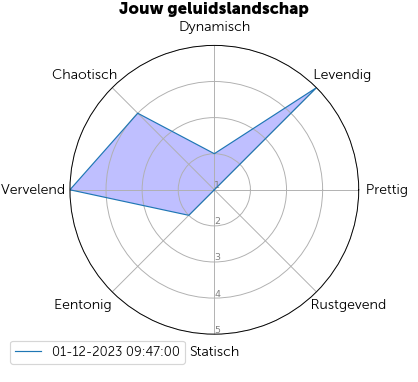 Jouw geluidslandschap
Dynamisch
Chaotisch
Levendig
Vervelend
1
Prettig
2
3
4
Eentonig
Rustgevend
5
01-12-2023 09:47:00
Statisch